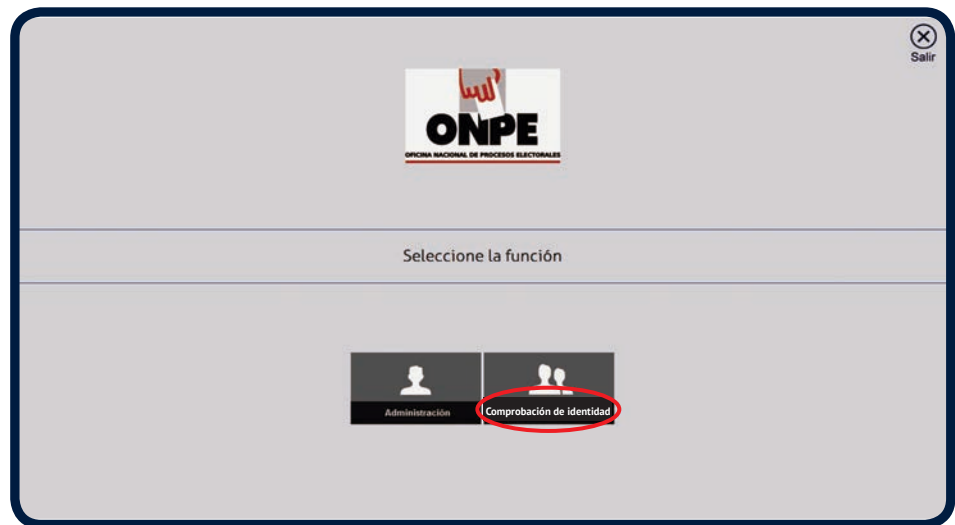 Salir
ONPE
OFICINA NACIONAL DE PROCESOS ELECTORALES
Seleccione la función
Administración
Comprobación de identidad